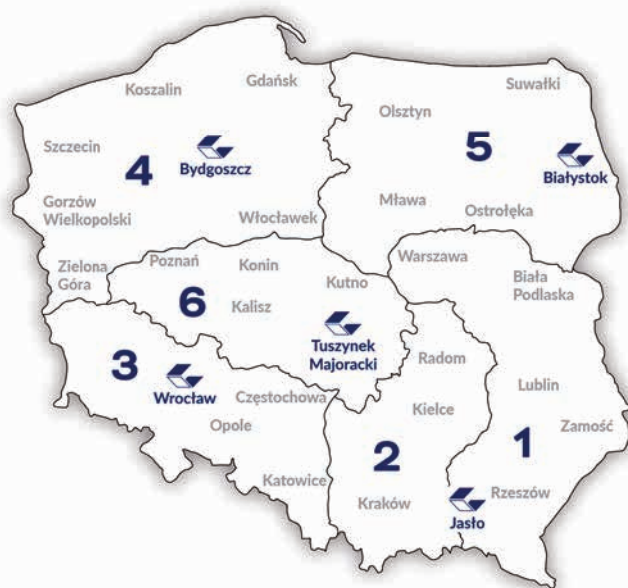 Koszalin
Gdańsk
Suwałki
Olsztyn
Szczecin
4
Bydgoszcz
5
Białystok
Gorzów
Wielkopolski
Włocławek
Mława
Ostrołęka
Zielona
Góra
Poznań
Konin
Kutno
Warszawa
Biała
Podlaska
6
Kalisz
Tuszynek
Majoracki
3
Wrocław
Częstochowa
Opole
Katowice
Radom
Kielce
2
Kraków
Lublin
Zamość
1
Rzeszów
Jasło